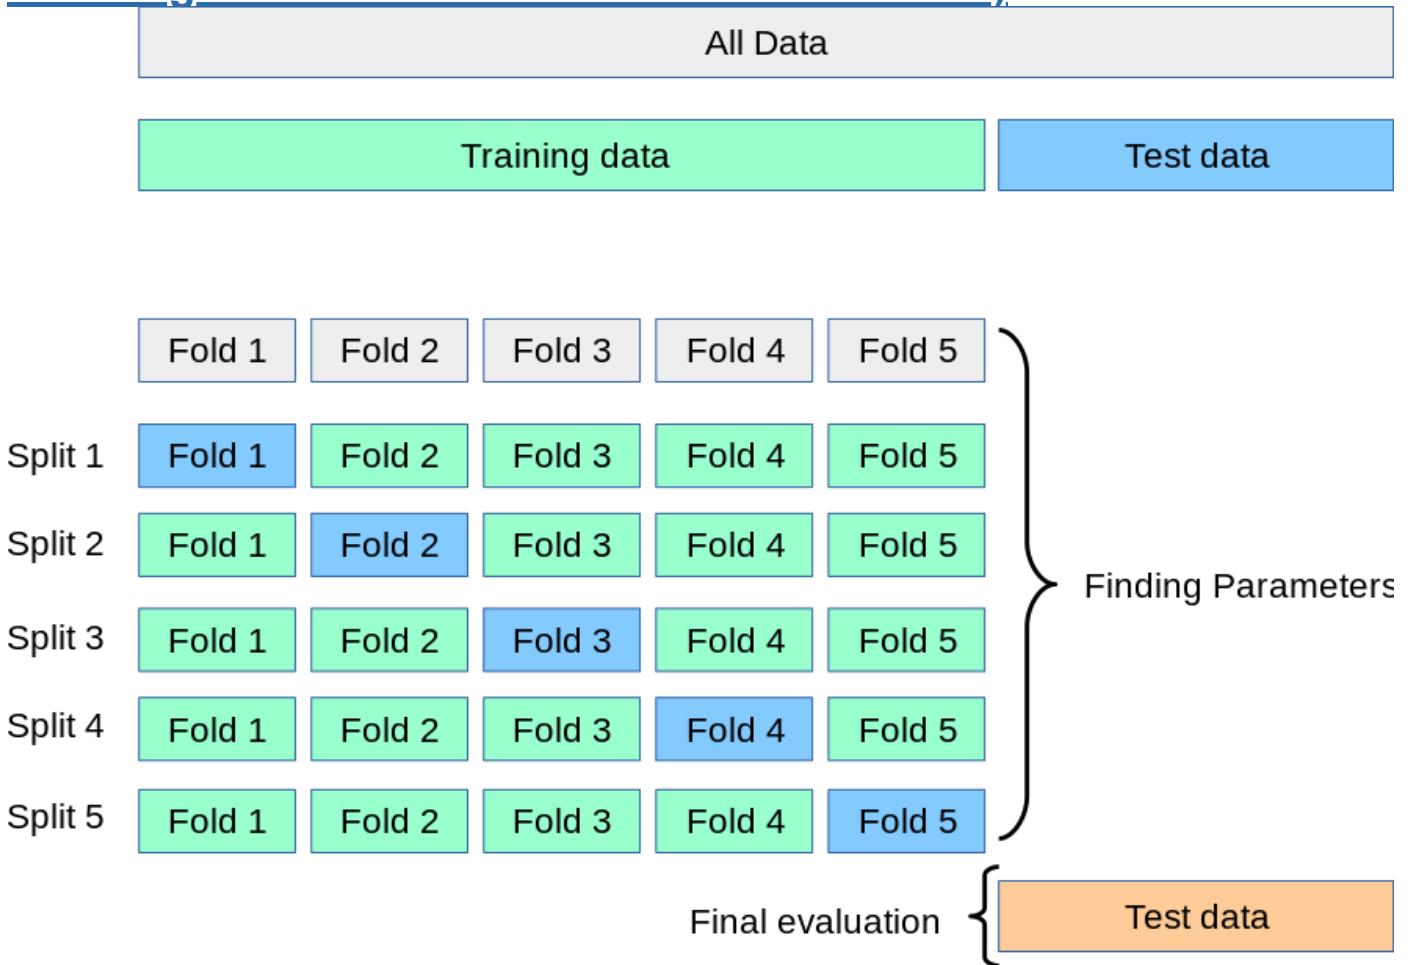 All Data
Training data Test data
Fold 1 Fold 2 Fold 3 Fold 4 Fold 5
Split 1 Fold 1 Fold 2 Fold 3 Fold 4 Fold 5
Split 2 Fold 1 Fold 2 Fold 3 Fold 4 Fold 5
Finding Parameters
Split 3 Fold 1 Fold 2 Fold 3 Fold 4 Fold 5
Split 4 Fold 1 Fold 2 Fold 3 Fold 4 Fold 5
Split 5 Fold 1 Fold 2 Fold 3 Fold 4 Fold 5
Final evaluation Test data